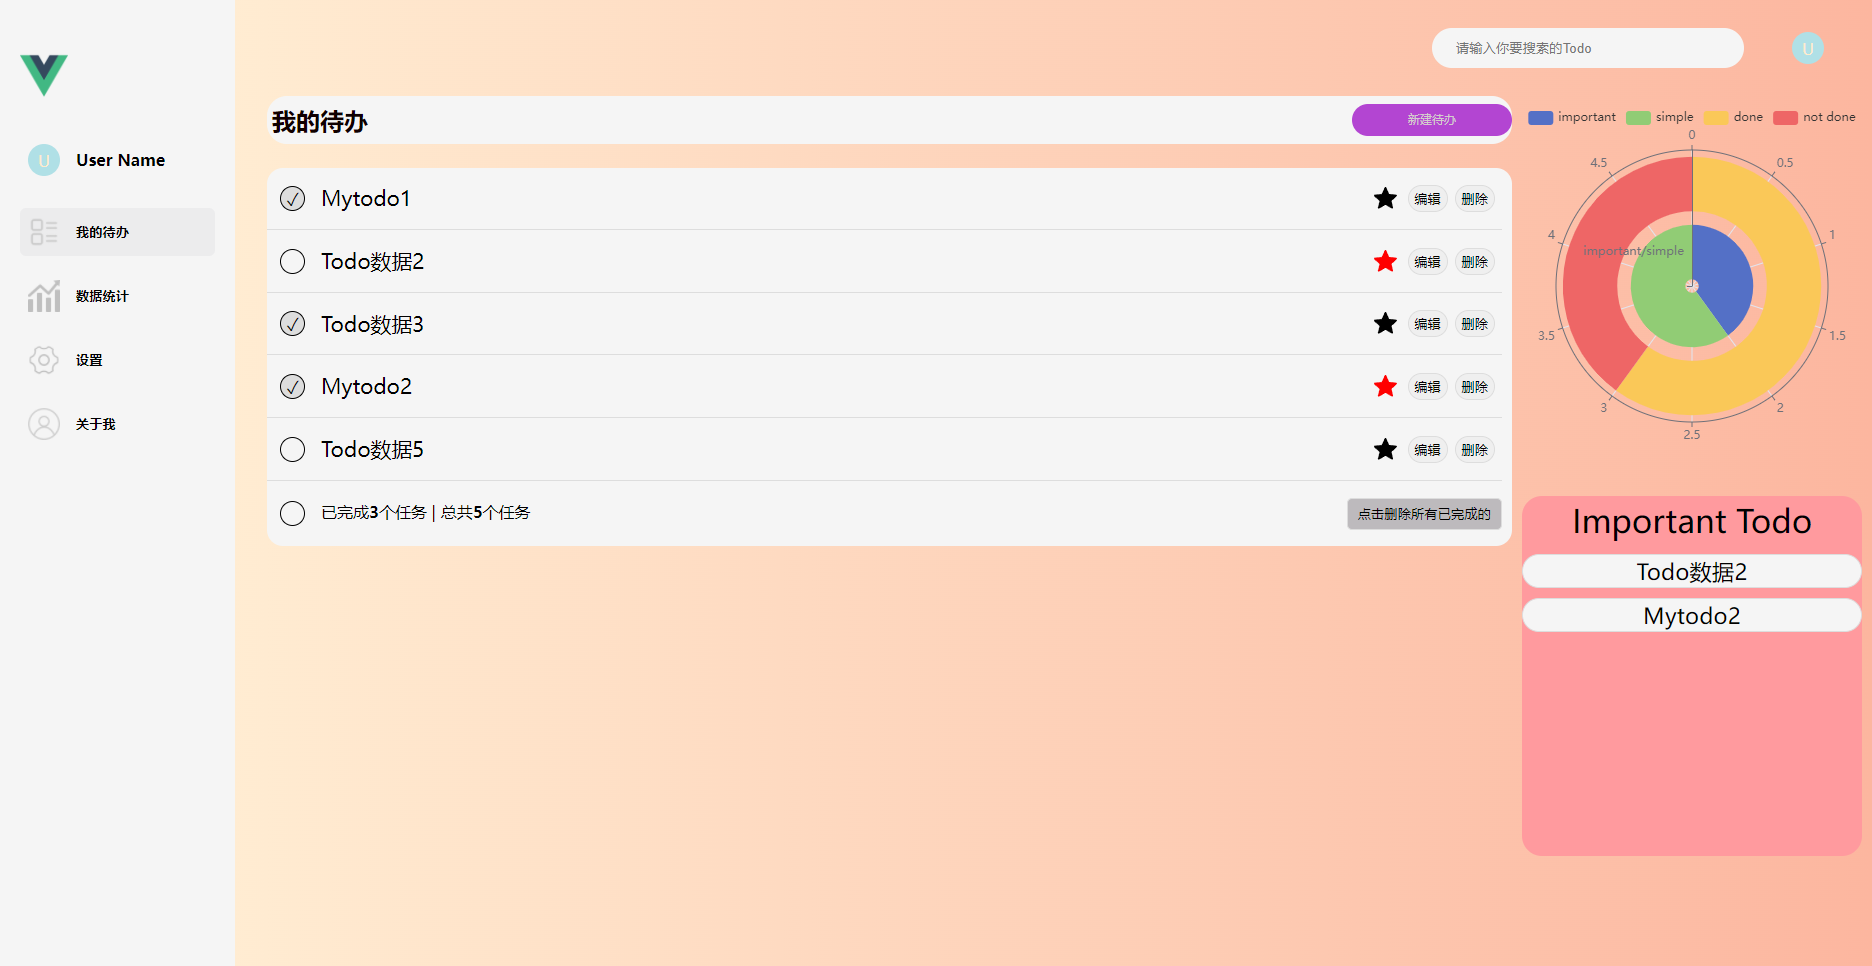 请输入你要搜索的Todo
U
U
User Name
我的待办
数据统计
设置
关于我
我的待办
新建待办
Mytodo1
编辑
删除
Todo数据2
编辑
删除
Todo数据3
编辑
删除
Mytodo2
编辑
删除
Todo数据5
编辑
删除
已完成3个任务 | 总共5个任务
点击删除所有已完成的
important
simple
done
not done
0
0.5
1
1.5
2
2.5
3
3.5
4
4.5
important/simple
Important Todo
Todo数据2
Mytodo2